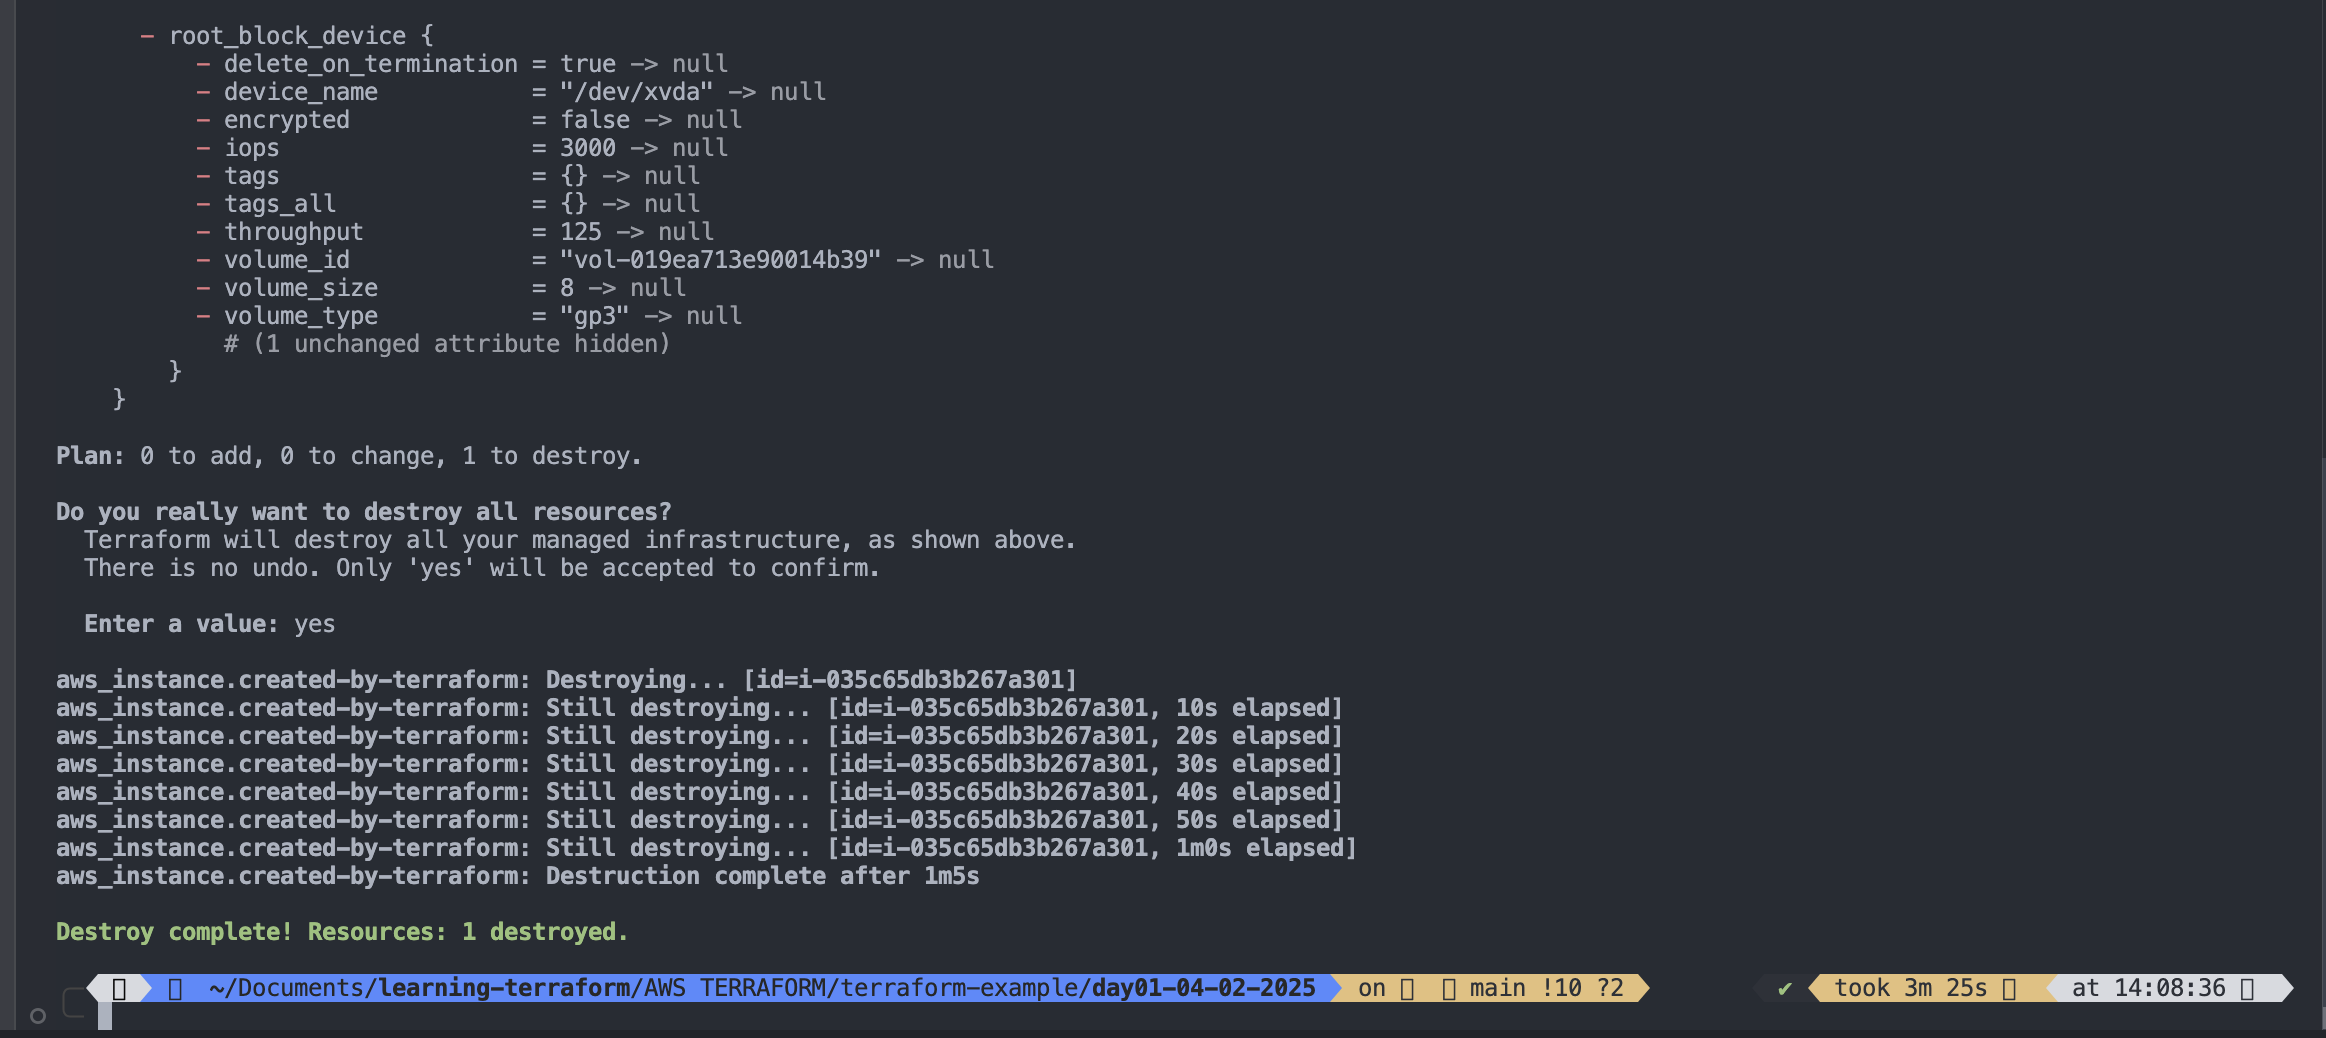 − root_block_device {
− delete_on_termination = true −> null
− device_name = "/dev/xvda" −> null
− encrypted = false −> null
− iops = 3000 −> null
− tags = {} −> null
− tags_all = {} −> null
− throughput = 125 −> null
− volume_id = "vol−019ea713e90014b39" −> null
− volume_size = 8 −> null
− volume_type = "gp3" −> null
# (1 unchanged attribute hidden)
}
}
Plan: 0 to add, 0 to change, 1 to destroy.
Do you really want to destroy all resources?
Terraform will destroy all your managed infrastructure, as shown above.
There is no undo. Only 'yes' will be accepted to confirm.
Enter a value: yes
aws_instance.created−by−terraform: Destroying... [id=i−035c65db3b267a301]
aws_instance.created−by−terraform: Still destroying... [id=i−035c65db3b267a301, 10s elapsed]
aws_instance.created−by−terraform: Still destroying... [id=i−035c65db3b267a301, 20s elapsed]
aws_instance.created−by−terraform: Still destroying... [id=i−035c65db3b267a301, 30s elapsed]
aws_instance.created−by−terraform: Still destroying... [id=i−035c65db3b267a301, 40s elapsed]
aws_instance.created−by−terraform: Still destroying... [id=i−035c65db3b267a301, 50s elapsed]
aws_instance.created−by−terraform: Still destroying... [id=i−035c65db3b267a301, 1m0s elapsed]
aws_instance.created−by−terraform: Destruction complete after 1m5s
Destroy complete! Resources: 1 destroyed.
~/Documents/learning−terraform/AWS TERRAFORM/terraform−example/day01−04−02−2025 on main !10 ?2 ✔ took 3m 25s at 14:08:36